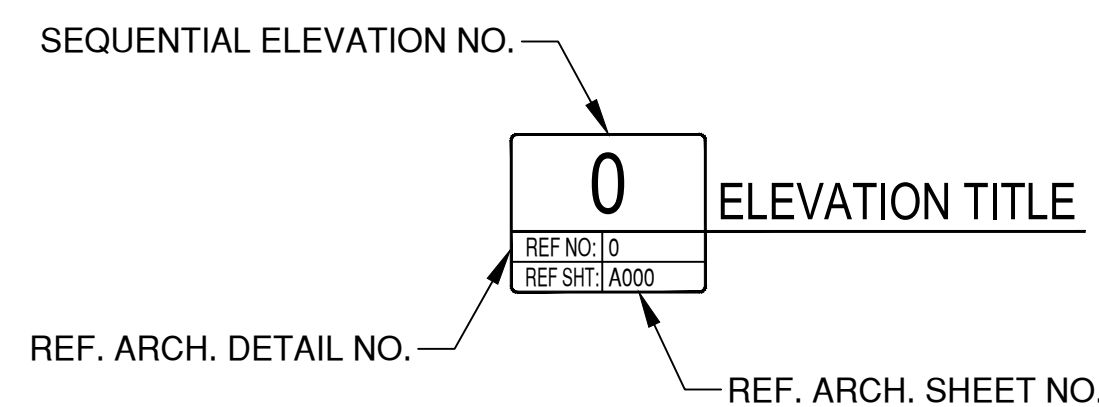 SEQUENTIAL ELEVATION NO.
0
ELEVATION TITLE
REF NO: 0
REF SHT: A000
REF. ARCH. DETAIL NO.
REF. ARCH. SHEET NO.